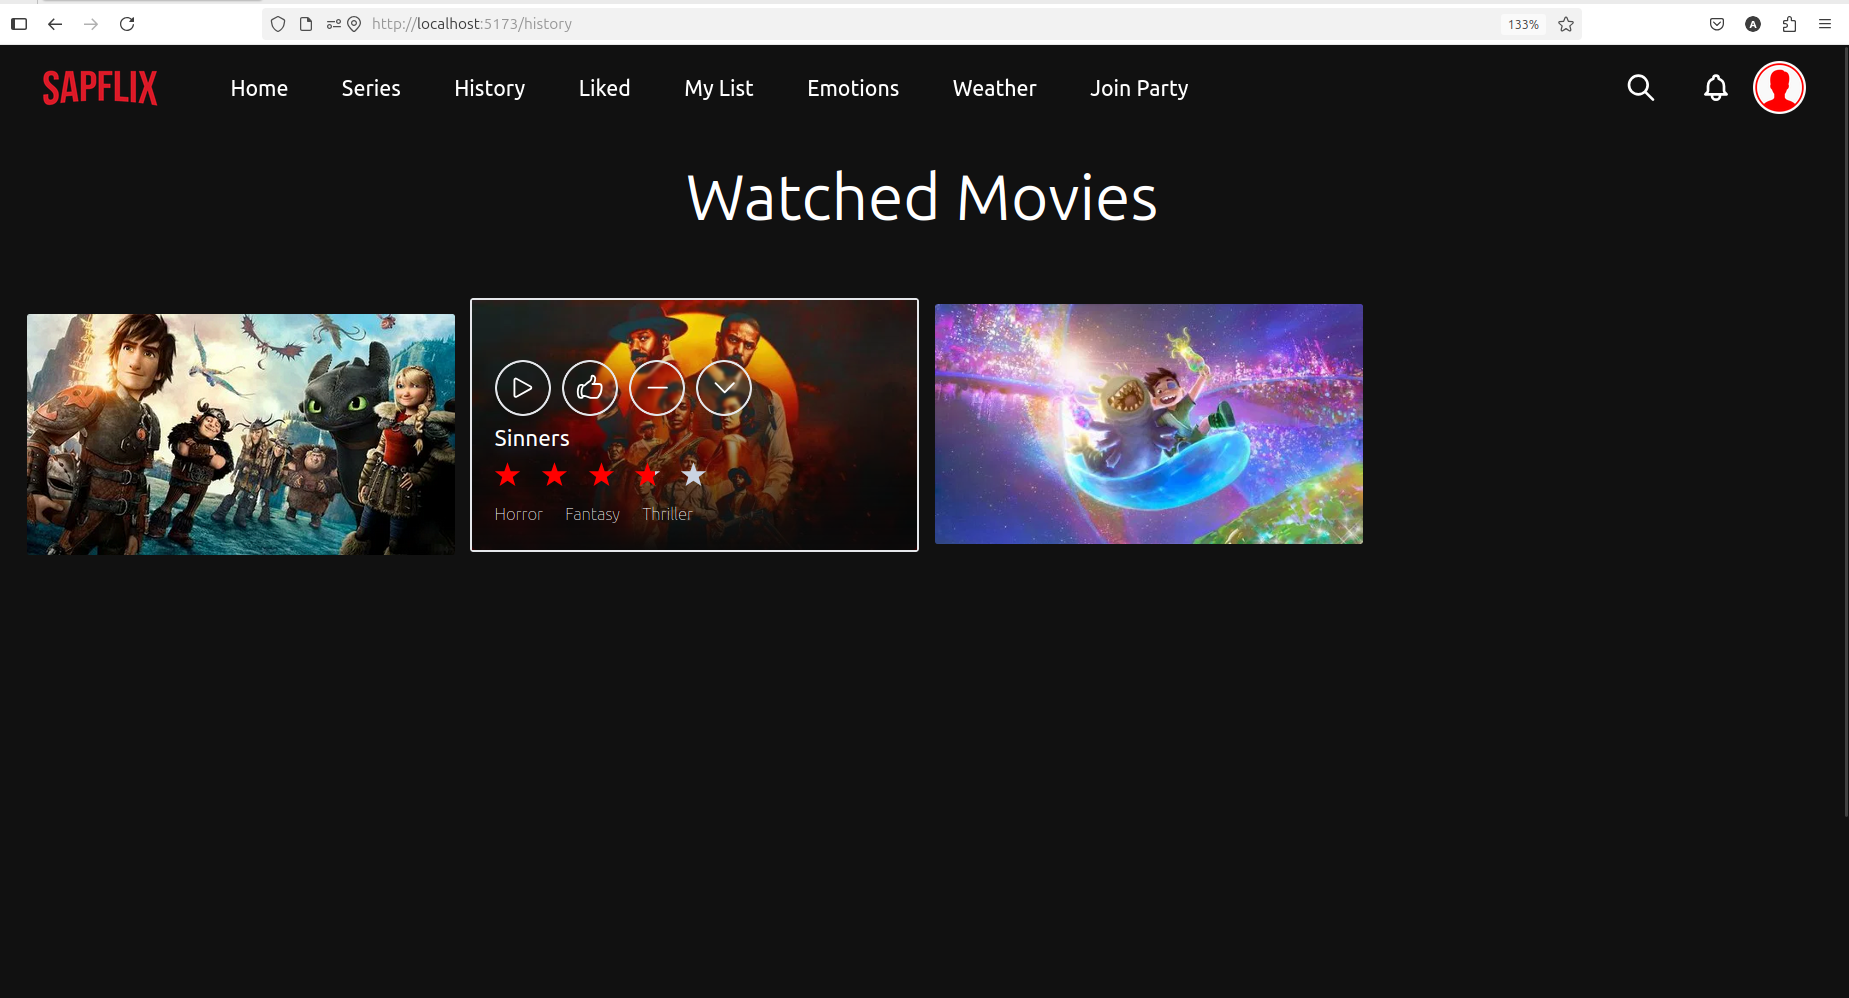 http://localhost:5173/history
133%
A
SAPFLIX
Home Series History Liked My List Emotions Weather Join Party
Watched Movies
Sinners
Horror Fantasy Thriller